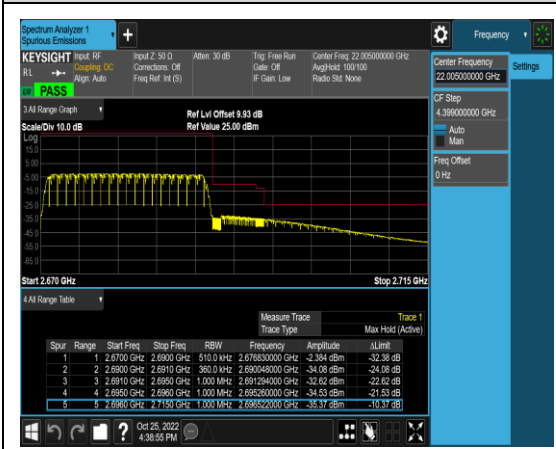 Spectrum Analyzer 1
Spurious Emissions
Frequency
KEYSIGHT
Input: RF
Coupling: DC
Align: Auto
Input Z: 50 Ω
Corrections: Off
Freq Ref: Int (S)
Atten: 30 dB
Trig: Free Run
Gate: Off
IF Gain: Low
Center Freq: 22.005000000 GHz
Avg|Hold: 100/100
Radio Std: None
RL
LXI PASS
Center Frequency
22.005000000 GHz
Settings
CF Step
4.399000000 GHz
Auto
Man
Freq Offset
0 Hz
3 All Range Graph
Scale/Div 10.0 dB
Ref Lvl Offset 9.93 dB
Ref Value 25.00 dBm
Log
15.0
5.00
-5.00
-15.0
-25.0
-35.0
-45.0
-55.0
-65.0
Start 2.670 GHz Stop 2.715 GHz
4 All Range Table
Measure Trace Trace 1
Trace Type Max Hold (Active)
Spur Range Start Freq Stop Freq RBW Frequency Amplitude ΔLimit
1 1 2.6700 GHz 2.6900 GHz 510.0 kHz 2.676830000 GHz -2.384 dBm -32.38 dB
2 2 2.6900 GHz 2.6910 GHz 360.0 kHz 2.690048000 GHz -34.08 dBm -24.08 dB
3 3 2.6910 GHz 2.6950 GHz 1.000 MHz 2.691294000 GHz -32.62 dBm -22.62 dB
4 4 2.6950 GHz 2.6960 GHz 1.000 MHz 2.695260000 GHz -34.53 dBm -21.53 dB
5 5 2.6960 GHz 2.7150 GHz 1.000 MHz 2.696522000 GHz -35.37 dBm -10.37 dB
Oct 25, 2022
4:38:55 PM